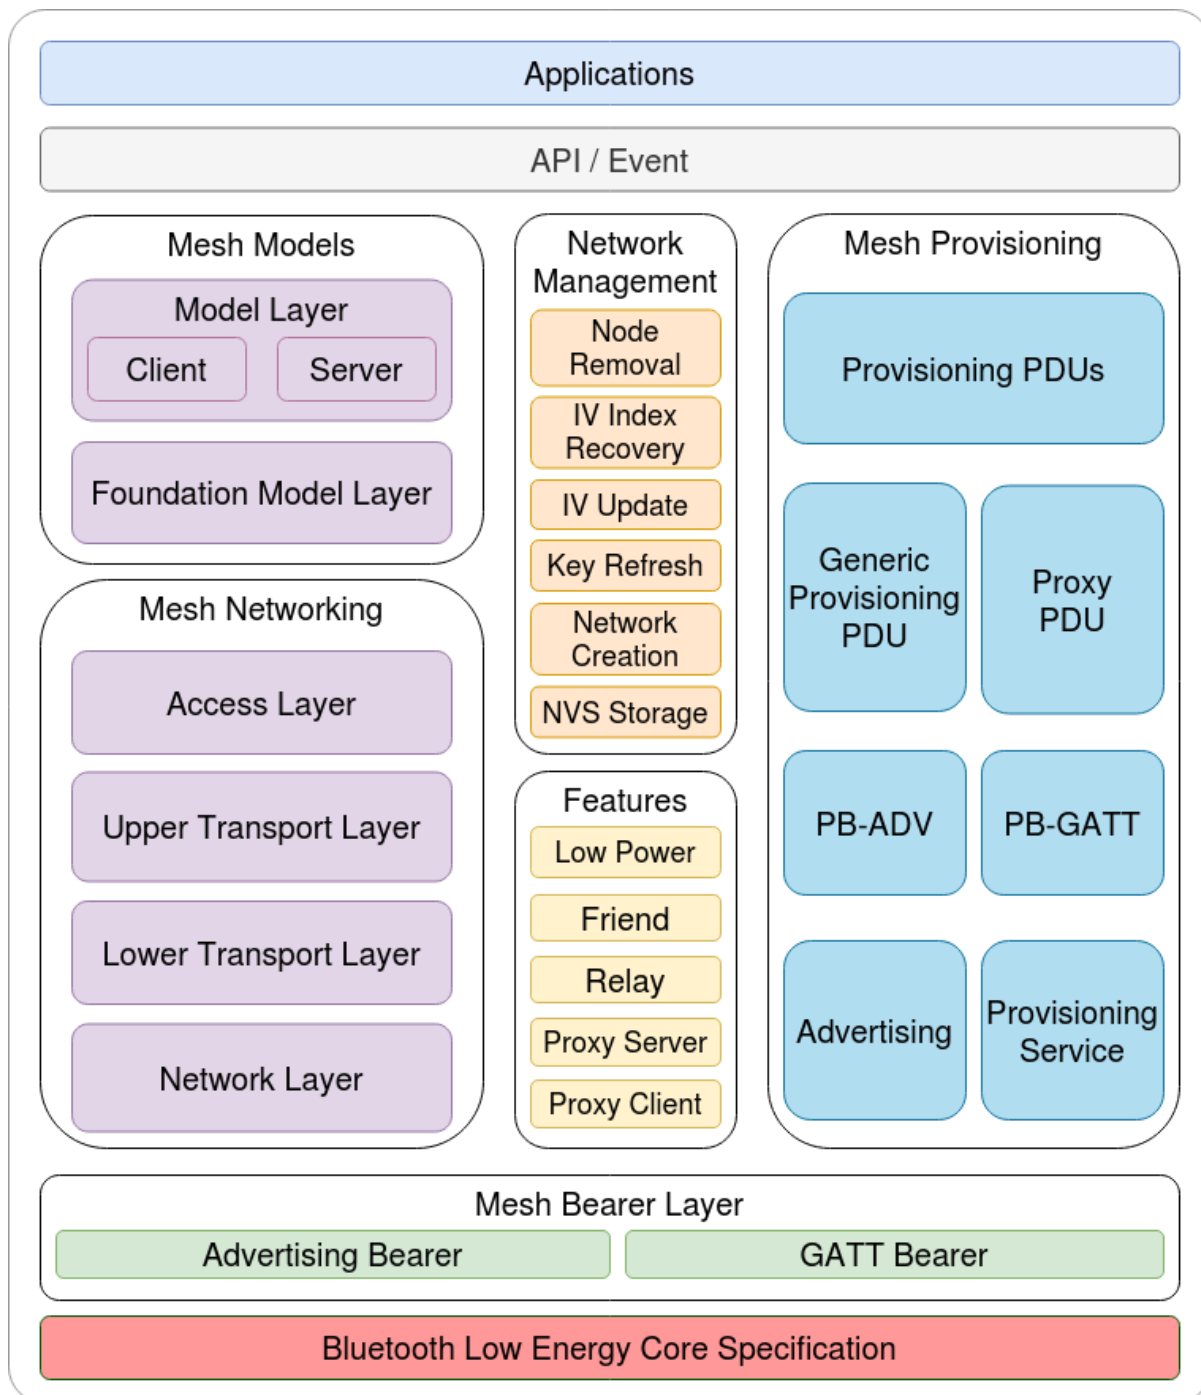 Applications
API / Event
Mesh Models
Model Layer
Client
Server
Foundation Model Layer
Mesh Networking
Access Layer
Upper Transport Layer
Lower Transport Layer
Network Layer
Network
Management
Node
Removal
IV Index
Recovery
IV Update
Key Refresh
Network
Creation
NVS Storage
Features
Low Power
Friend
Relay
Proxy Server
Proxy Client
Mesh Provisioning
Provisioning PDUs
Generic
Provisioning
PDU
Proxy
PDU
PB-ADV
PB-GATT
Advertising
Provisioning
Service
Mesh Bearer Layer
Advertising Bearer
GATT Bearer
Bluetooth Low Energy Core Specification